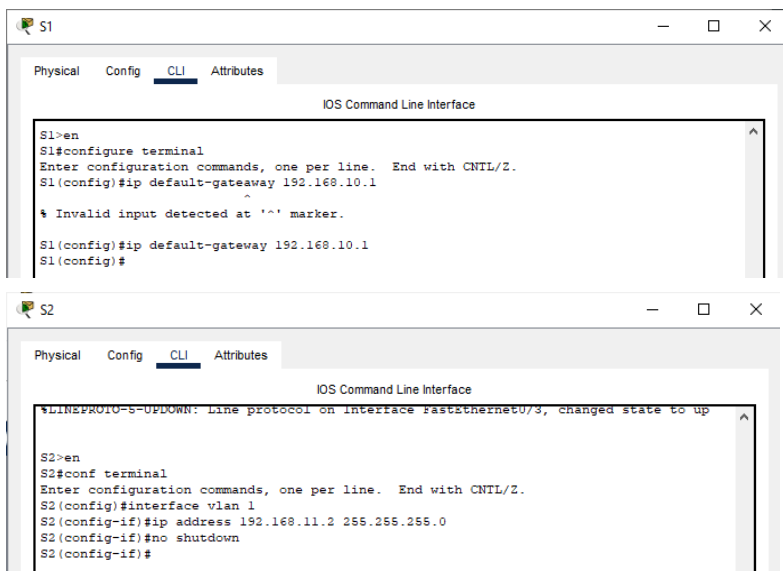 S1
Physical Config CLI Attributes
IOS Command Line Interface
S1>en
S1#configure terminal
Enter configuration commands, one per line.  End with CNTL/Z.
S1(config)#ip default-gateaway 192.168.10.1
^
% Invalid input detected at '^' marker.
S1(config)#ip default-gateway 192.168.10.1
S1(config)#
S2
Physical Config CLI Attributes
IOS Command Line Interface
%LINEPROTO-5-UPDOWN: Line protocol on Interface FastEthernet0/3, changed state to up
S2>en
S2#conf terminal
Enter configuration commands, one per line.  End with CNTL/Z.
S2(config)#interface vlan 1
S2(config-if)#ip address 192.168.11.2 255.255.255.0
S2(config-if)#no shutdown
S2(config-if)#